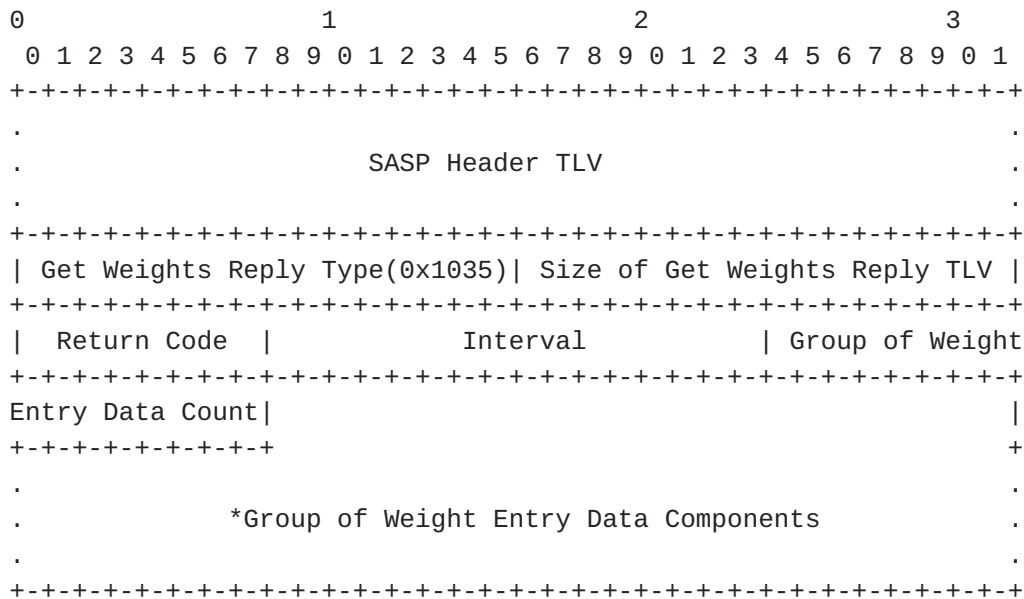 0                   1                   2                   3
 0 1 2 3 4 5 6 7 8 9 0 1 2 3 4 5 6 7 8 9 0 1 2 3 4 5 6 7 8 9 0 1
+-+-+-+-+-+-+-+-+-+-+-+-+-+-+-+-+-+-+-+-+-+-+-+-+-+-+-+-+-+-+-+-+
.                                                               .
.                      SASP Header TLV                          .
.                                                               .
+-+-+-+-+-+-+-+-+-+-+-+-+-+-+-+-+-+-+-+-+-+-+-+-+-+-+-+-+-+-+-+-+
| Get Weights Reply Type(0x1035)| Size of Get Weights Reply TLV |
+-+-+-+-+-+-+-+-+-+-+-+-+-+-+-+-+-+-+-+-+-+-+-+-+-+-+-+-+-+-+-+-+
|  Return Code  |            Interval           | Group of Weight
+-+-+-+-+-+-+-+-+-+-+-+-+-+-+-+-+-+-+-+-+-+-+-+-+-+-+-+-+-+-+-+-+
Entry Data Count|                                               |
+-+-+-+-+-+-+-+-+                                               +
.                                                               .
.             *Group of Weight Entry Data Components            .
.                                                               .
+-+-+-+-+-+-+-+-+-+-+-+-+-+-+-+-+-+-+-+-+-+-+-+-+-+-+-+-+-+-+-+-+